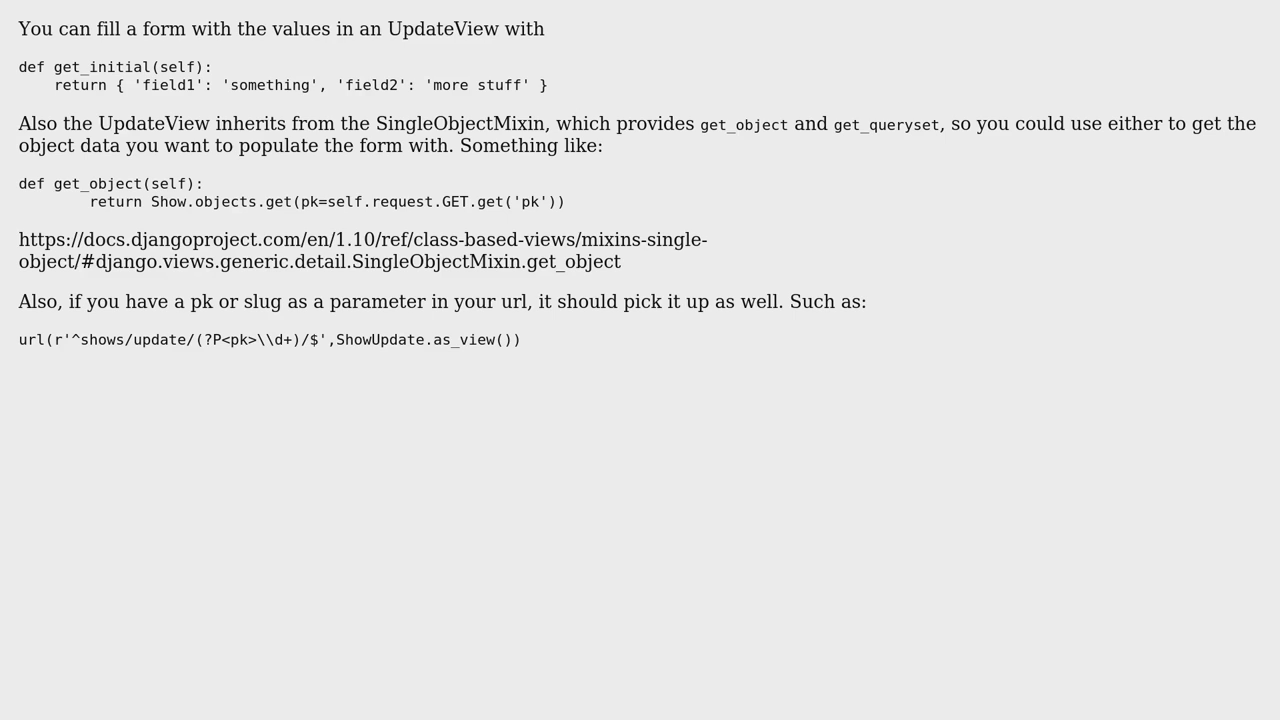 You can fill a form with the values in an UpdateView with
def get_initial(self):
    return { 'field1': 'something', 'field2': 'more stuff' }
Also the UpdateView inherits from the SingleObjectMixin, which provides get_object and get_queryset, so you could use either to get the
object data you want to populate the form with. Something like:
def get_object(self):
        return Show.objects.get(pk=self.request.GET.get('pk'))
https://docs.djangoproject.com/en/1.10/ref/class-based-views/mixins-single-
object/#django.views.generic.detail.SingleObjectMixin.get_object
Also, if you have a pk or slug as a parameter in your url, it should pick it up as well. Such as:
url(r'^shows/update/(?P<pk>\\d+)/$',ShowUpdate.as_view())